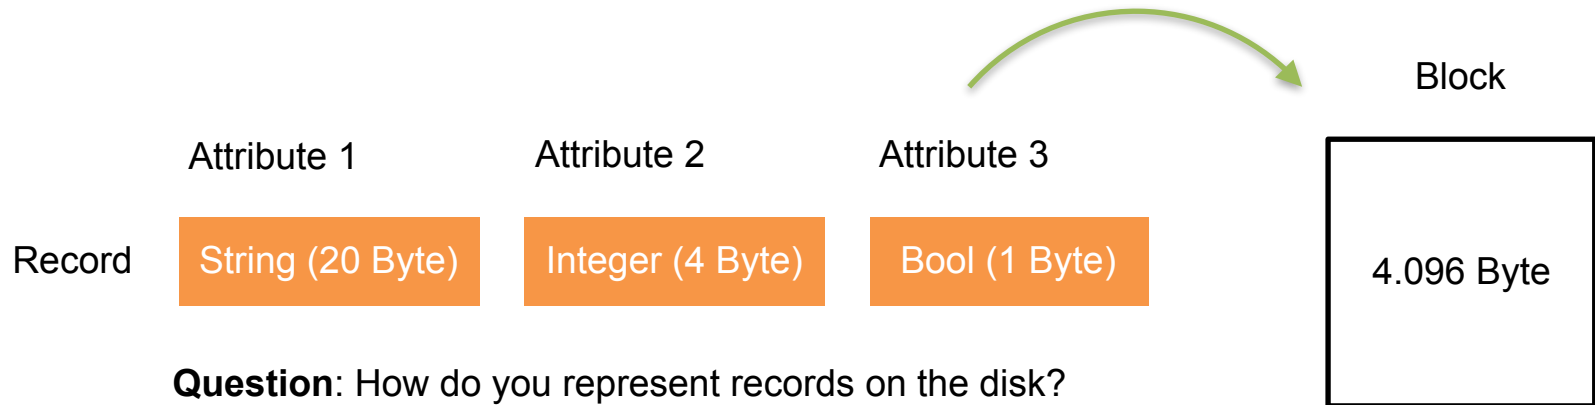 Block
Attribute 1 Attribute 2 Attribute 3
Record String (20 Byte) Integer (4 Byte) Bool (1 Byte) 4.096 Byte
Question: How do you represent records on the disk?